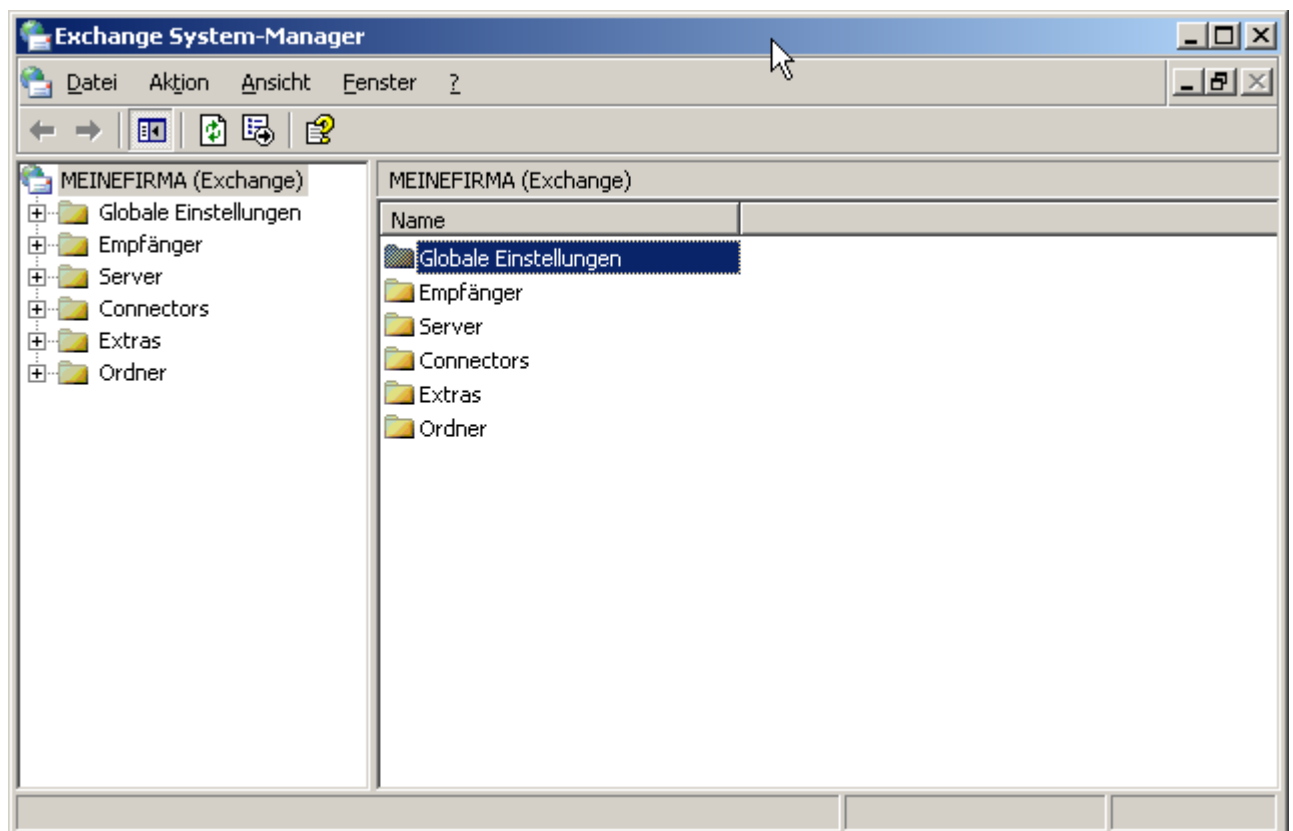 Exchange System-Manager
Datei Aktion Ansicht Fenster ?
MEINEFIRMA (Exchange)
Globale Einstellungen
Empfänger
Server
Connectors
Extras
Ordner
MEINEFIRMA (Exchange)
Name
Globale Einstellungen
Empfänger
Server
Connectors
Extras
Ordner